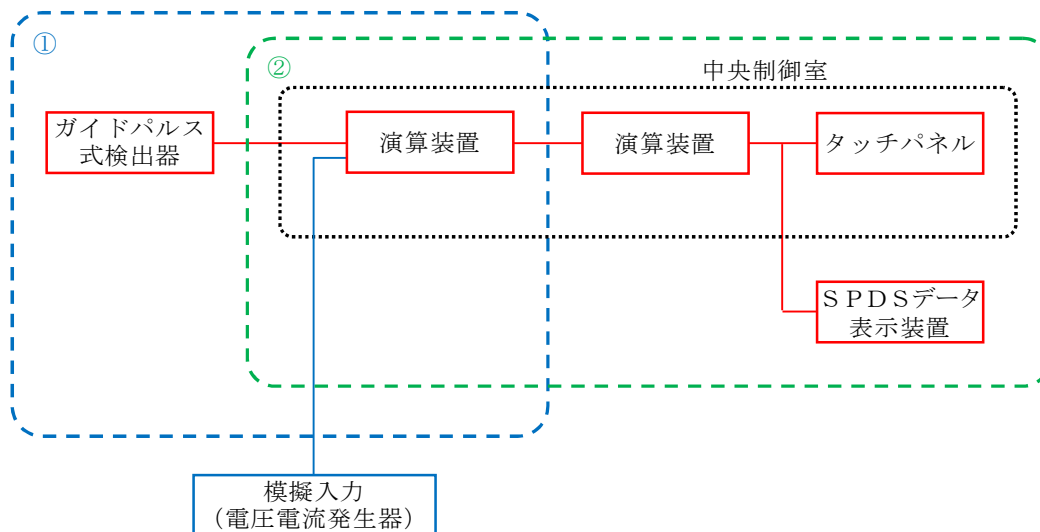 ①
②
中央制御室
ガイドパルス
式検出器
演算装置
演算装置
タッチパネル
ＳＰＤＳデータ
表示装置
模擬入力
（電圧電流発生器）